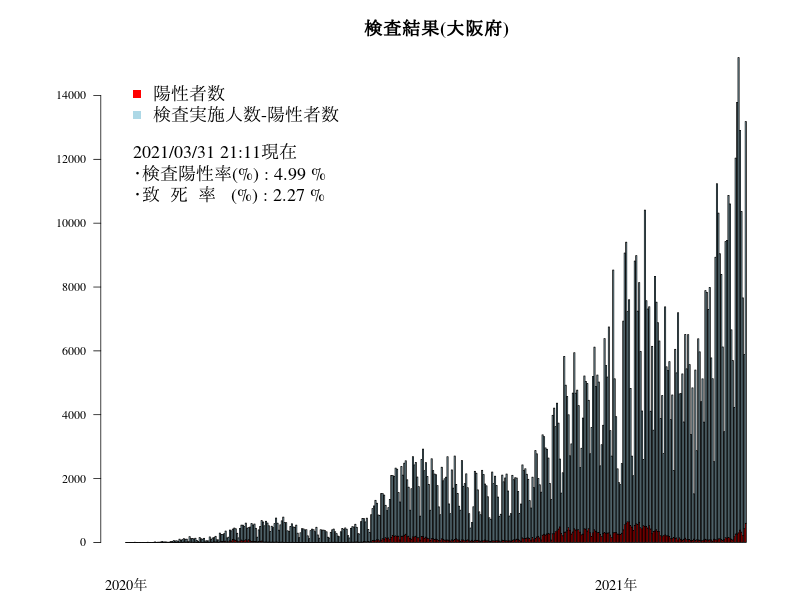 検査結果(大阪府)
陽性者数
検査実施人数-陽性者数
2021/03/31 21:11現在
・検査陽性率(%) : 4.99 %
・致 死 率 (%) : 2.27 %
14000
12000
10000
8000
6000
4000
2000
0
2020年 2021年